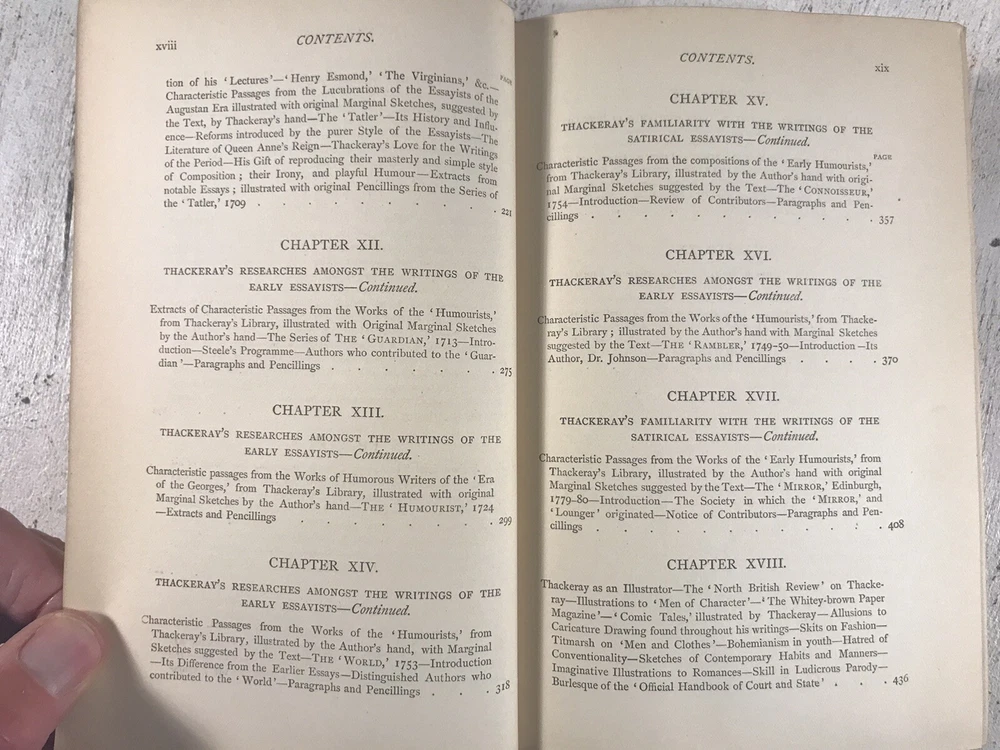 xviii
CONTENTS.
PAGE
tion of his ‘Lectures’—‘Henry Esmond,’ ‘The Virginians,’ &c.—
Characteristic Passages from the Lucubrations of the Essayists of the
Augustan Era illustrated with original Marginal Sketches, suggested by
the Text, by Thackeray's hand—The ‘Tatler’—Its History and Influ-
ence—Reforms introduced by the purer Style of the Essayists—The
Literature of Queen Anne's Reign—Thackeray's Love for the Writings
of the Period—His Gift of reproducing their masterly and simple style
of Composition; their Irony, and playful Humour—Extracts from
notable Essays; illustrated with original Pencillings from the Series of
the ‘Tatler,’ 1709 . . . . . . . . 221
CHAPTER XII.
THACKERAY'S RESEARCHES AMONGST THE WRITINGS OF THE
EARLY ESSAYISTS—Continued.
Extracts of Characteristic Passages from the Works of the ‘Humourists,’
from Thackeray's Library, illustrated with Original Marginal Sketches
by the Author's hand—The Series of THE ‘GUARDIAN,’ 1713—Intro-
duction—Steele's Programme—Authors who contributed to the ‘Guar-
dian’—Paragraphs and Pencillings . . . . . . 275
CHAPTER XIII.
THACKERAY'S RESEARCHES AMONGST THE WRITINGS OF THE
EARLY ESSAYISTS—Continued.
Characteristic passages from the Works of Humorous Writers of the ‘Era
of the Georges,’ from Thackeray's Library, illustrated with original
Marginal Sketches by the Author's hand—THE ‘HUMOURIST,’ 1724
—Extracts and Pencillings . . . . . . . 299
CHAPTER XIV.
THACKERAY'S RESEARCHES AMONGST THE WRITINGS OF THE
EARLY ESSAYISTS—Continued.
Characteristic Passages from the Works of the ‘Humourists,’ from
Thackeray's Library, illustrated by the Author's hand, with Marginal
Sketches suggested by the Text—THE ‘WORLD,’ 1753—Introduction
—Its Difference from the Earlier Essays—Distinguished Authors who
contributed to the ‘World’—Paragraphs and Pencillings . . . 318
CONTENTS.
xix
CHAPTER XV.
THACKERAY'S FAMILIARITY WITH THE WRITINGS OF THE
SATIRICAL ESSAYISTS—Continued.
PAGE
Characteristic Passages from the compositions of the ‘Early Humourists,’
from Thackeray's Library, illustrated by the Author's hand with origi-
nal Marginal Sketches suggested by the Text—The ‘CONNOISSEUR,’
1754—Introduction—Review of Contributors—Paragraphs and Pen-
cillings . . . . . . . . . . . 357
CHAPTER XVI.
THACKERAY'S RESEARCHES AMONGST THE WRITINGS OF THE
EARLY ESSAYISTS—Continued.
Characteristic Passages from the Works of the ‘Humourists,’ from Thacke-
ray's Library; illustrated by the Author's hand with Marginal Sketches
suggested by the Text—THE ‘RAMBLER,’ 1749-50—Introduction—Its
Author, Dr. Johnson—Paragraphs and Pencillings . . . . 370
CHAPTER XVII.
THACKERAY'S FAMILIARITY WITH THE WRITINGS OF THE
SATIRICAL ESSAYISTS—Continued.
Characteristic Passages from the Works of the ‘Early Humourists,’ from
Thackeray's Library, illustrated by the Author's hand with original
Marginal Sketches suggested by the Text—The ‘MIRROR,’ Edinburgh,
1779-80—Introduction—The Society in which the ‘MIRROR,’ and
‘Lounger’ originated—Notice of Contributors—Paragraphs and Pen-
cillings . . . . . . . . . . . 408
CHAPTER XVIII.
Thackeray as an Illustrator—The ‘North British Review’ on Thacke-
ray—Illustrations to ‘Men of Character’—‘The Whitey-brown Paper
Magazine’—‘Comic Tales,’ illustrated by Thackeray—Allusions to
Caricature Drawing found throughout his writings—Skits on Fashion—
Titmarsh on ‘Men and Clothes’—Bohemianism in youth—Hatred of
Conventionality—Sketches of Contemporary Habits and Manners—
Imaginative Illustrations to Romances—Skill in Ludicrous Parody—
Burlesque of the ‘Official Handbook of Court and State’ . . . 436